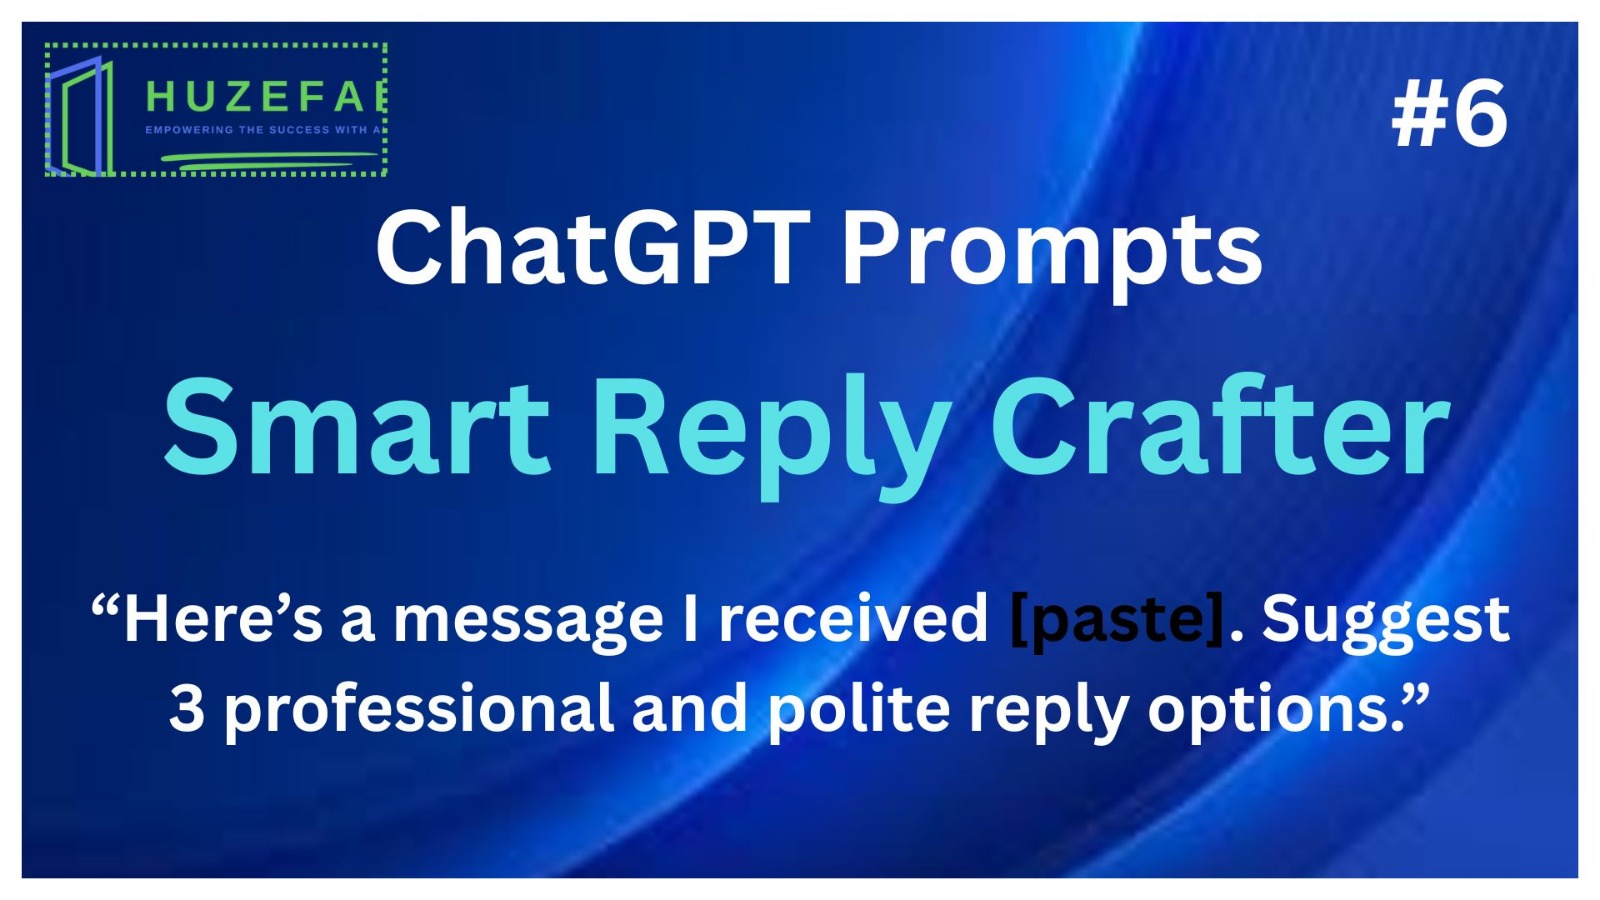 HUZEFAI
EMPOWERING THE SUCCESS WITH A
#6
ChatGPT Prompts
Smart Reply Crafter
“Here’s a message I received [paste]. Suggest
3 professional and polite reply options.”